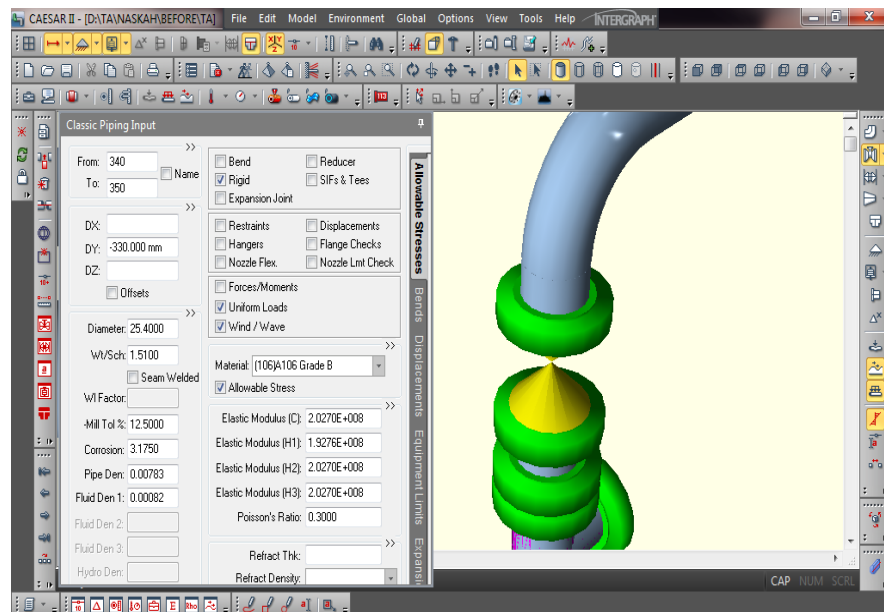 CAESAR II - [D:\TA\NASKAH\BEFORE\TA] File Edit Model Environment Global Options View Tools Help INTERGRAPH
Classic Piping Input
From: 340
Name
To: 350
DX:
DY: -330.000 mm
DZ:
Offsets
Diameter: 25.4000
Wt/Sch: 1.5100
Seam Welded
Wl Factor:
-Mill Tol %: 12.5000
Corrosion: 3.1750
Pipe Den: 0.00783
Fluid Den 1: 0.00082
Fluid Den 2:
Fluid Den 3:
Hydro Den:
Bend Reducer
Rigid SIFs & Tees
Expansion Joint
Restraints Displacements
Hangers Flange Checks
Nozzle Flex. Nozzle Lmt Check
Forces/Moments
Uniform Loads
Wind / Wave
Material: (106)A106 Grade B
Allowable Stress
Elastic Modulus (C): 2.0270E+008
Elastic Modulus (H1): 1.9276E+008
Elastic Modulus (H2): 2.0270E+008
Elastic Modulus (H3): 2.0270E+008
Poisson's Ratio: 0.3000
Refract Thk:
Refract Density:
Allowable Stresses
Bends
Displacements
Equipment Limits
Expansi
CAP NUM SCRL